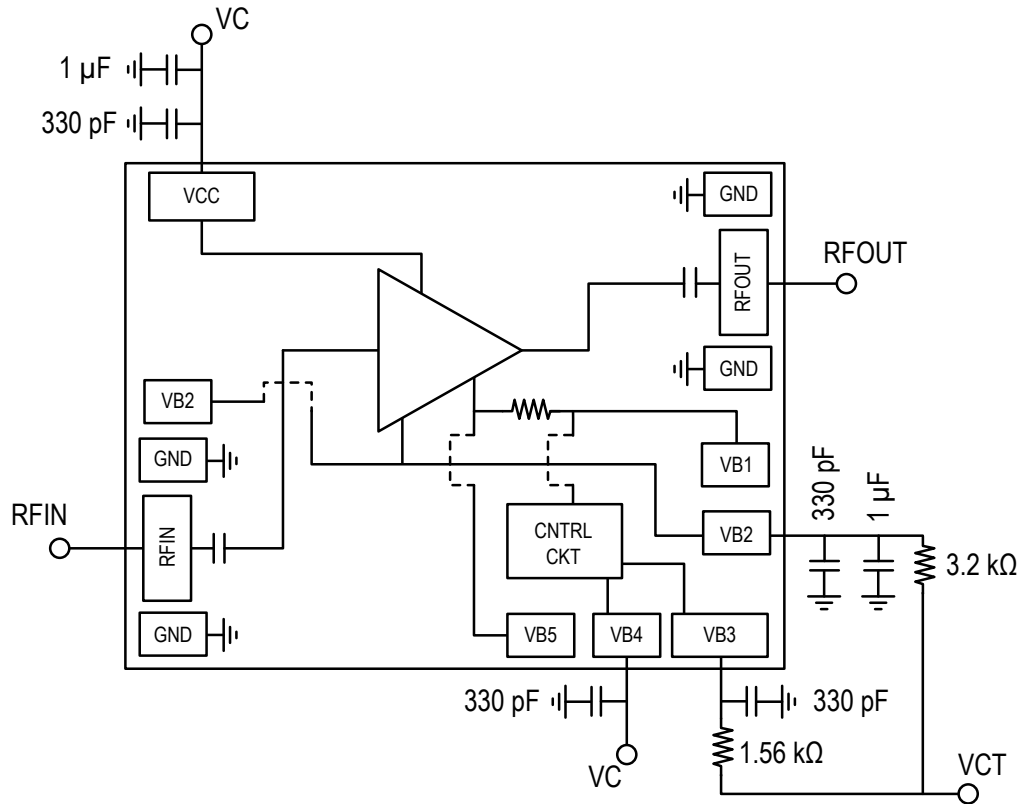 VC
1 µF
330 pF
VCC
GND
RFOUT
RFOUT
GND
VB2
GND
VB1
330 pF
1 µF
RFIN
RFIN
CNTRL
CKT
VB2
3.2 kΩ
GND
VB5
VB4
VB3
330 pF
330 pF
1.56 kΩ
VC
VCT